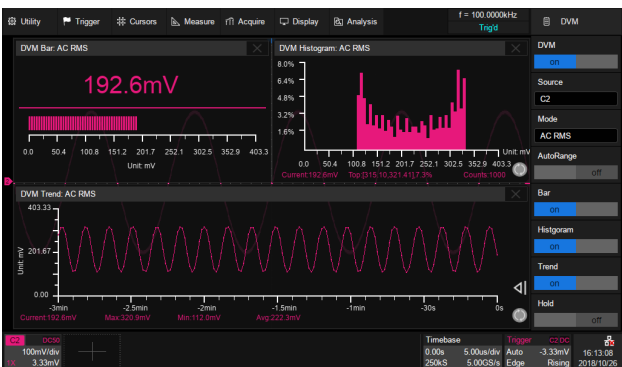 Utility Trigger Cursors Measure Acquire Display Analysis f = 100.0000kHz Trig'd DVM
DVM Bar: AC RMS
192.6mV
0.0 50.4 100.8 151.2 201.7 252.1 302.5 352.9 403.3
Unit: mV
DVM Histogram: AC RMS
8.0%
6.4%
4.8%
3.2%
1.6%
Unit: mV
0.0 50.4 100.8 151.2 201.7 252.1 302.5 352.9 403.3
Current:192.6mV Top [315.10,321.41],7.3% Counts:1000
DVM Trend: AC RMS
403.33
201.67
0.00
Unit: mV
-3min -2.5min -2min -1.5min -1min -30s 0s
Current:192.6mV Max:320.9mV Min:112.0mV Avg:222.3mV
DVM
on
Source
C2
Mode
AC RMS
AutoRange
off
Bar
on
Histgoram
on
Trend
on
Hold
off
C2 DC50
100mV/div
1X 3.33mV
Timebase
0.00s 5.00us/div
250kS 5.00GS/s
Trigger C2 DC
Auto -3.33mV
Edge Rising
16:13:08
2018/10/26